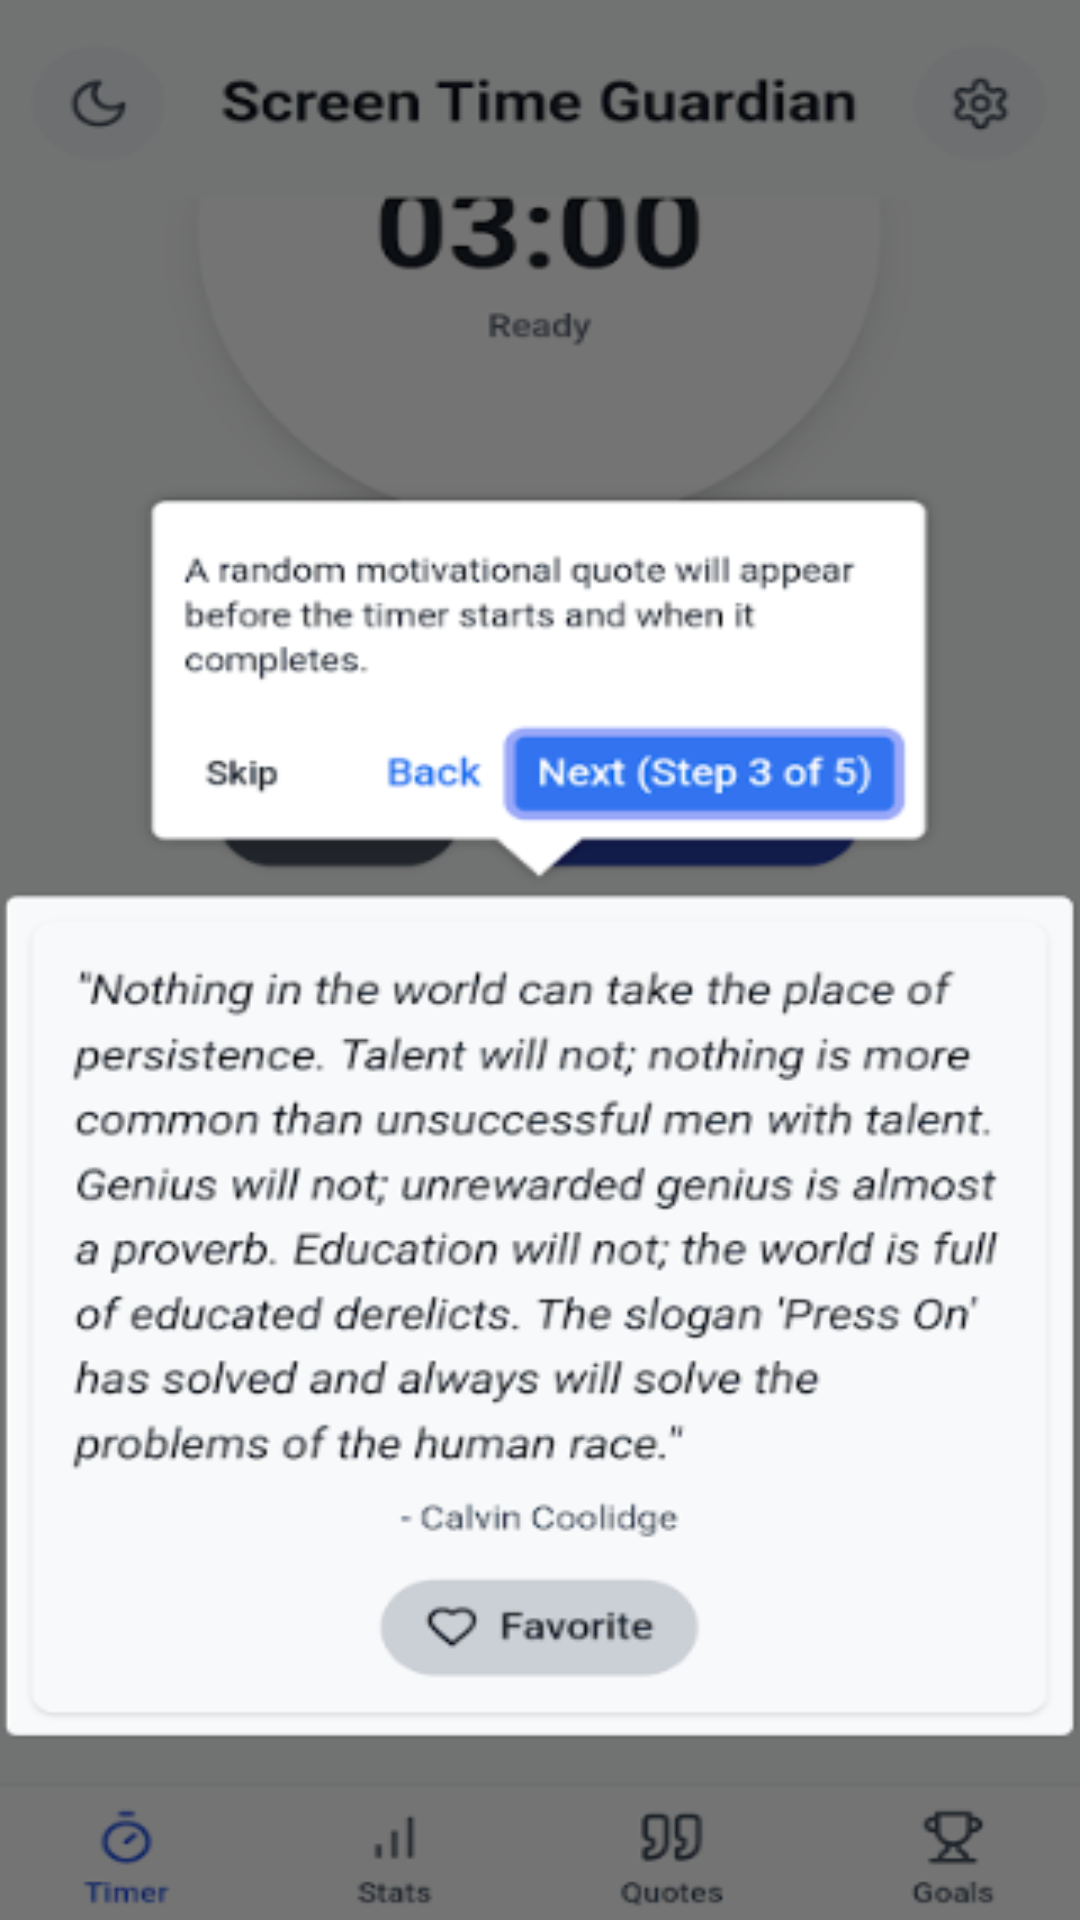 Screen Time Guardian
03:00
Ready
A random motivational quote will appear
before the timer starts and when it
completes.
Skip
Back
Next (Step 3 of 5)
"Nothing in the world can take the place of
persistence. Talent will not; nothing is more
common than unsuccessful men with talent.
Genius will not; unrewarded genius is almost
a proverb. Education will not; the world is full
of educated derelicts. The slogan 'Press On'
has solved and always will solve the
problems of the human race."
- Calvin Coolidge
Favorite
Timer
Stats
Quotes
Goals